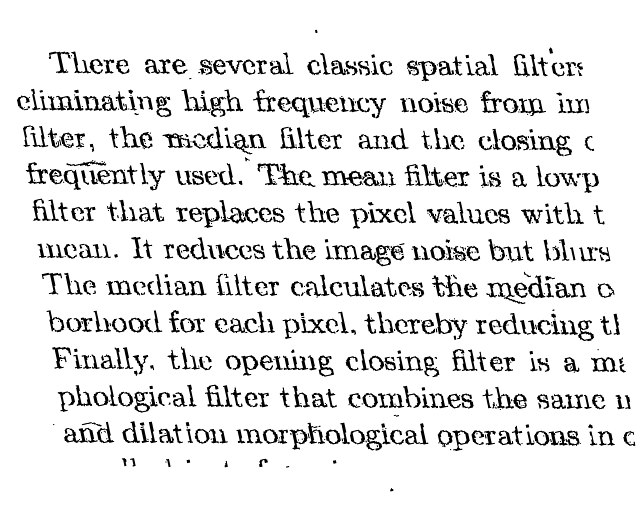 There are several classic spatial filters
eliminating high frequency noise from im
filter, the median filter and the closing
frequently used. The mean filter is a lowp
filter that replaces the pixel values with t
mean. It reduces the image noise but blurs
The median filter calculates the median o
borhood for each pixel, thereby reducing th
Finally, the opening closing filter is a
phological filter that combines the same
and dilation morphological operations in